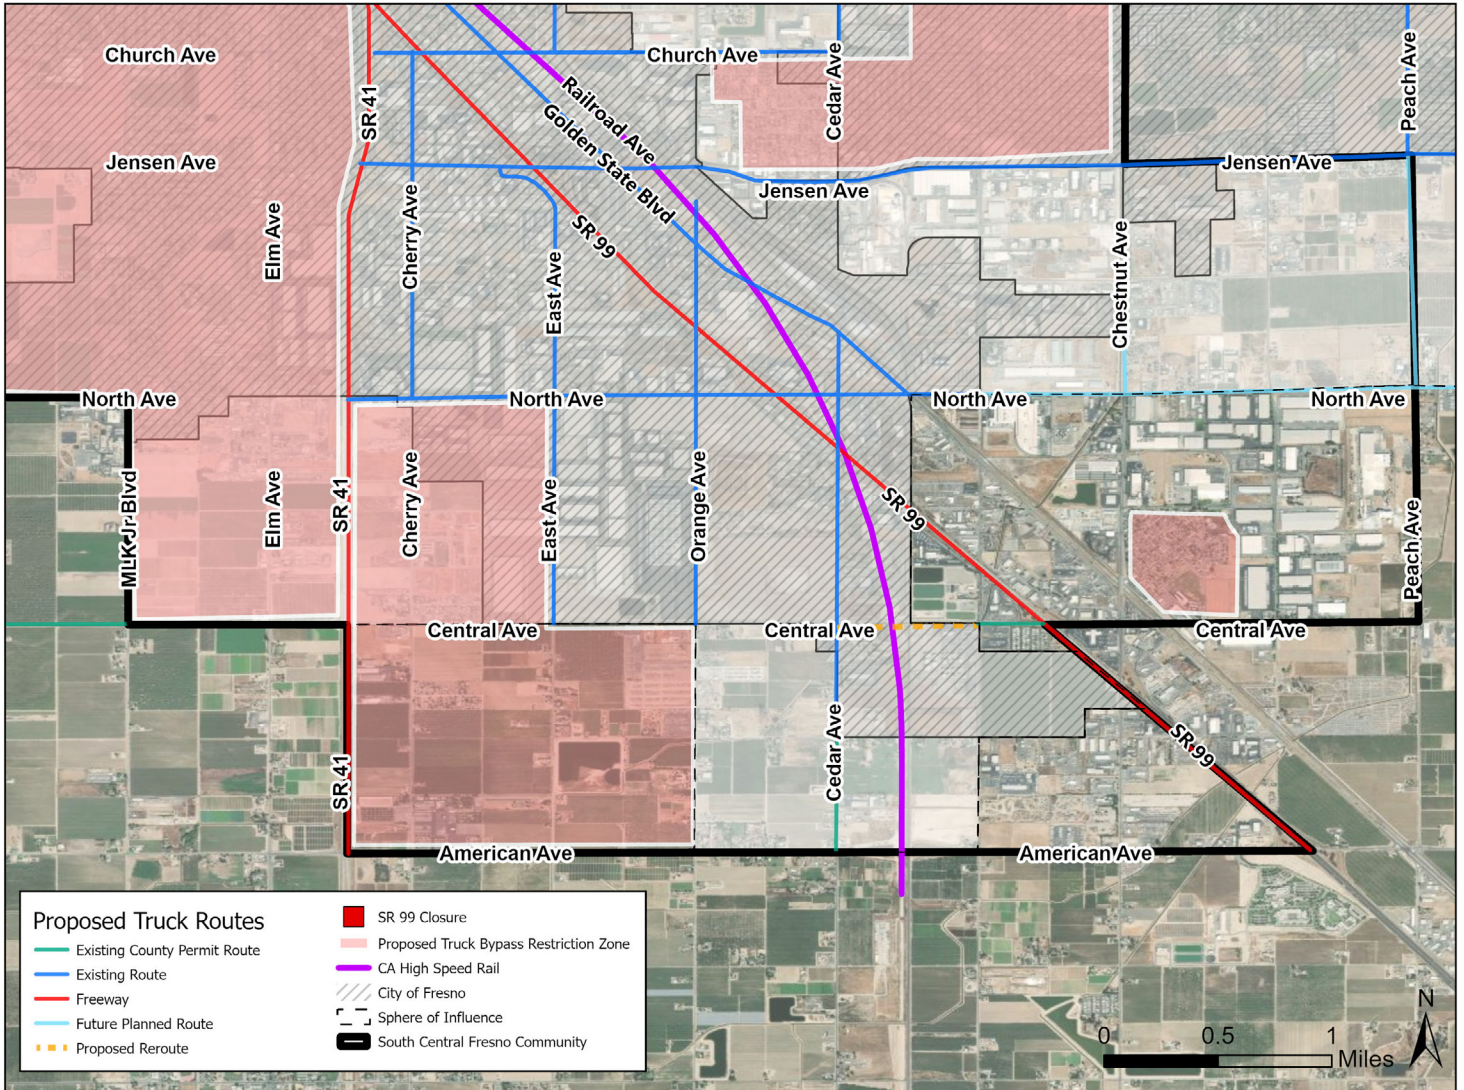 Church Ave
Church Ave
Cedar Ave
Peach Ave
SR 41
Railroad Ave
Golden State Blvd
Jensen Ave
Jensen Ave
Jensen Ave
Elm Ave
Cherry Ave
SR 99
East Ave
Chestnut Ave
North Ave
North Ave
North Ave
North Ave
MLK Jr Blvd
Elm Ave
SR 41
Cherry Ave
East Ave
Orange Ave
SR 99
Peach Ave
Central Ave
Central Ave
Central Ave
SR 41
Cedar Ave
SR 99
American Ave
American Ave
Proposed Truck Routes
Existing County Permit Route
Existing Route
Freeway
Future Planned Route
Proposed Reroute
SR 99 Closure
Proposed Truck Bypass Restriction Zone
CA High Speed Rail
City of Fresno
Sphere of Influence
South Central Fresno Community
N
0 0.5 1
Miles